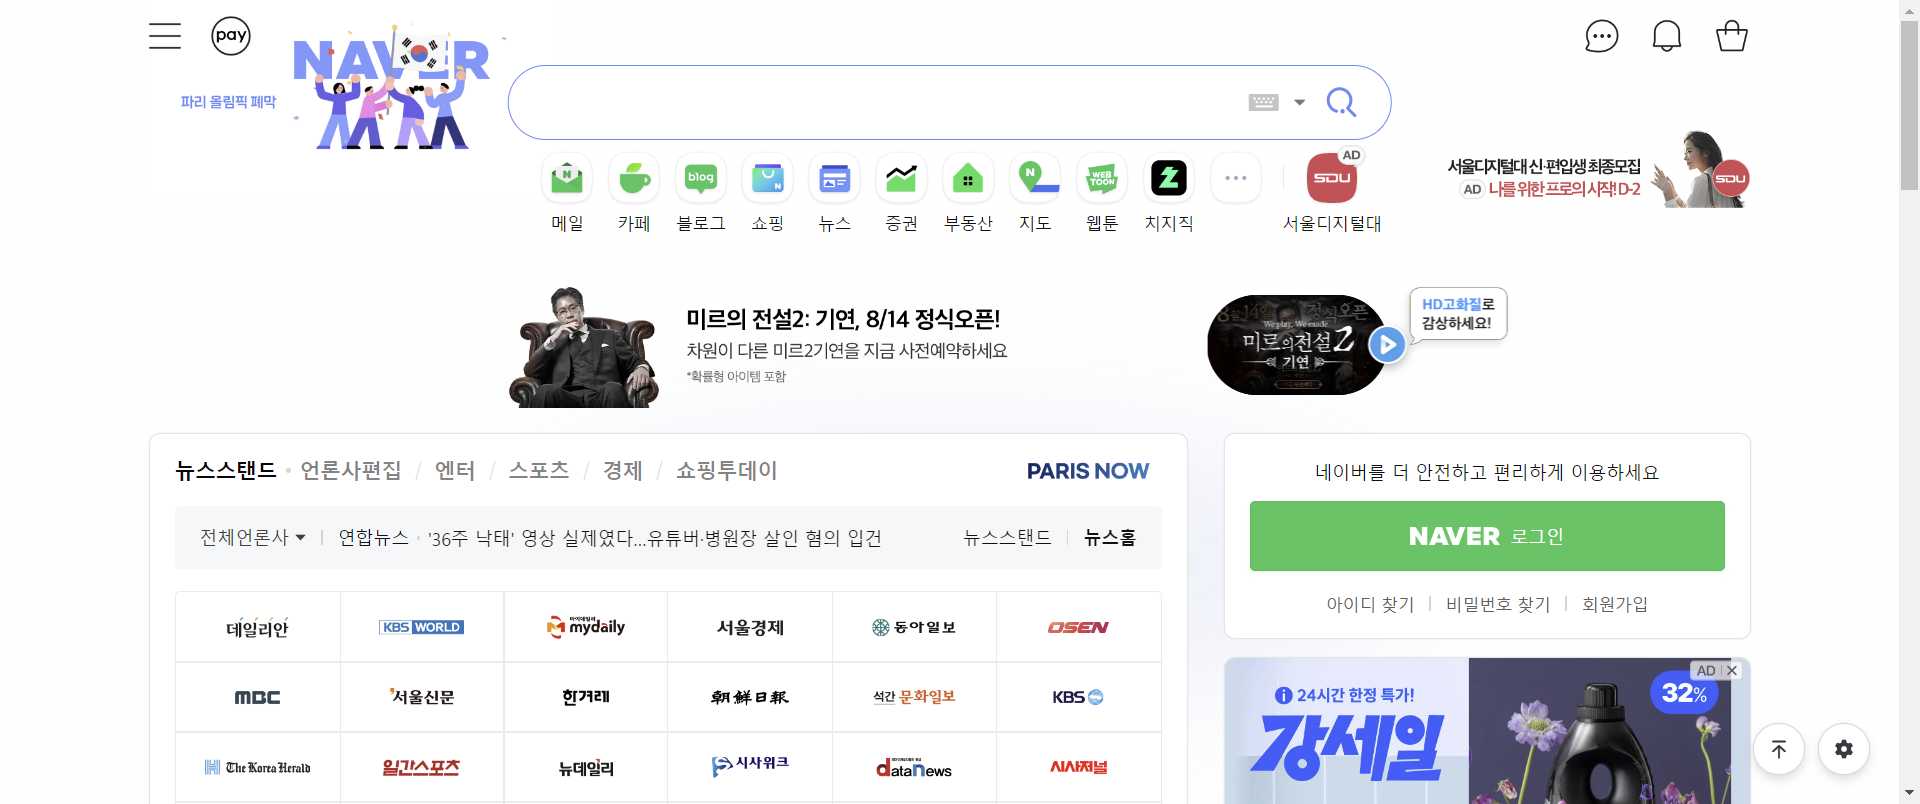 pay
NAVER
파리 올림픽 폐막
메일
카페
blog
블로그
N
쇼핑
뉴스
증권
부동산
N
지도
WEB
TOON
웹툰
치지직
AD
SDU
서울디지털대
서울디지털대 신·편입생 최종모집
AD 나를 위한 프로의 시작! D-2
SDU
미르의 전설2: 기연, 8/14 정식오픈!
차원이 다른 미르2기연을 지금 사전예약하세요
*확률형 아이템 포함
We play, We made
미르의전설2
기연
HD고화질로
감상하세요!
뉴스스탠드 · 언론사편집 / 엔터 / 스포츠 / 경제 / 쇼핑투데이
PARIS NOW
전체언론사 | 연합뉴스 · '36주 낙태' 영상 실제였다...유튜버·병원장 살인 혐의 입건
뉴스스탠드 | 뉴스홈
데일리안
KBS WORLD
마이데일리
mydaily
서울경제
동아일보
OSEN
MBC
서울신문
한겨레
朝鮮日報
석간 문화일보
KBS
The Korea Herald
일간스포츠
뉴데일리
시사위크
dataNews
시사저널
네이버를 더 안전하고 편리하게 이용하세요
NAVER 로그인
아이디 찾기 | 비밀번호 찾기 | 회원가입
AD
24시간 한정 특가!
강세일
32%